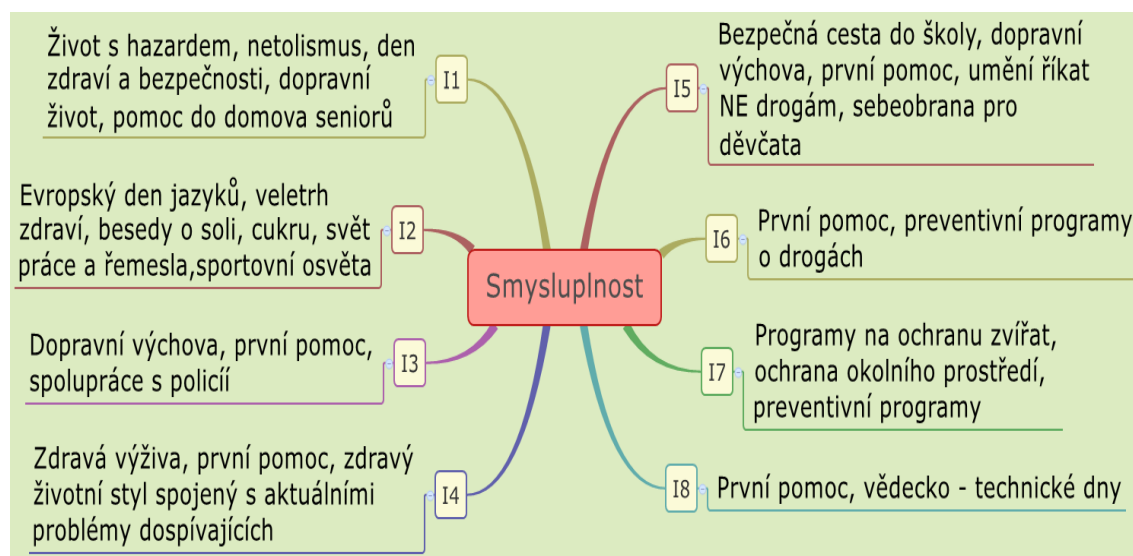 Život s hazardem, netolismus, den
zdraví a bezpečnosti, dopravní
život, pomoc do domova seniorů
I1
Evropský den jazyků, veletrh
zdraví, besedy o soli, cukru, svět
práce a řemesla,sportovní osvěta
I2
Dopravní výchova, první pomoc,
spolupráce s policíí
I3
Zdravá výživa, první pomoc, zdravý
životní styl spojený s aktuálními
problémy dospívajících
I4
Smysluplnost
I5
Bezpečná cesta do školy, dopravní
výchova, první pomoc, umění říkat
NE drogám, sebeobrana pro
děvčata
I6
První pomoc, preventivní programy
o drogách
I7
Programy na ochranu zvířat,
ochrana okolního prostředí,
preventivní programy
I8
První pomoc, vědecko - technické dny